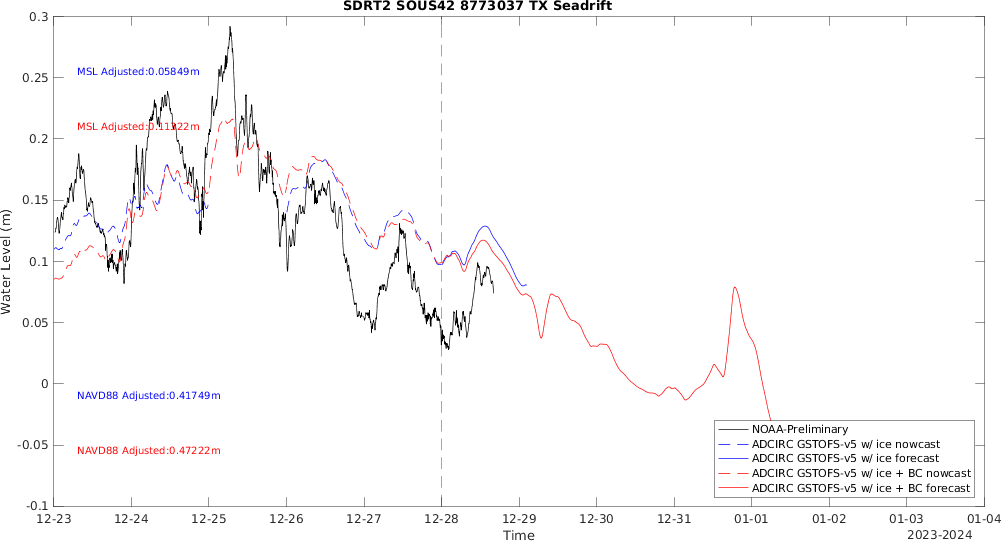 SDRT2 SOUS42 8773037 TX Seadrift
0.3
0.25
0.2
0.15
0.1
0.05
0
-0.05
-0.1
Water Level (m)
MSL Adjusted:0.05849m
MSL Adjusted:0.11322m
NAVD88 Adjusted:0.41749m
NAVD88 Adjusted:0.47222m
NOAA-Preliminary
ADCIRC GSTOFS-v5 w/ ice nowcast
ADCIRC GSTOFS-v5 w/ ice forecast
ADCIRC GSTOFS-v5 w/ ice + BC nowcast
ADCIRC GSTOFS-v5 w/ ice + BC forecast
12-23 12-24 12-25 12-26 12-27 12-28 12-29 12-30 12-31 01-01 01-02 01-03 01-04
Time
2023-2024